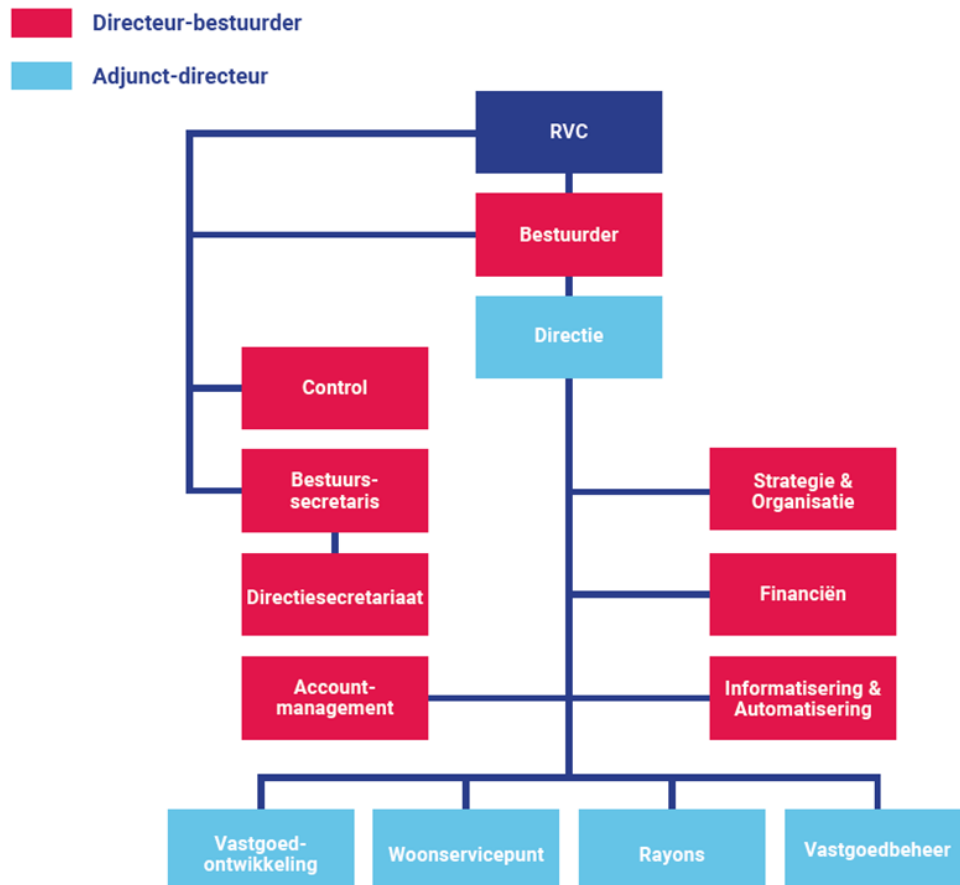 Directeur-bestuurder
Adjunct-directeur
RVC
Bestuurder
Directie
Control
Bestuurs-
secretaris
Strategie &
Organisatie
Directiesecretariaat
Financiën
Account-
management
Informatisering &
Automatisering
Vastgoed-
ontwikkeling
Woonservicepunt
Rayons
Vastgoedbeheer